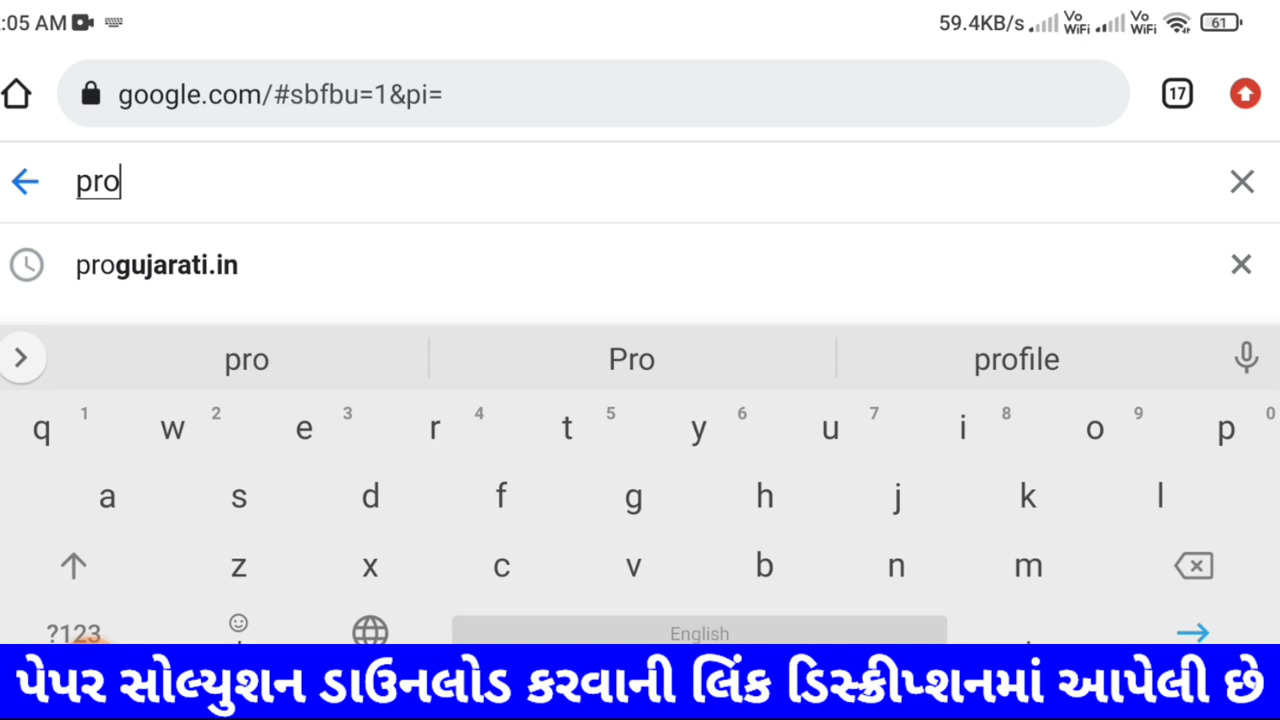 :05 AM 59.4KB/s Vo WiFi Vo WiFi 61
google.com/#sbfbu=1&pi= 17
pro
progujarati.in
pro Pro profile
q 1 w 2 e 3 r 4 t 5 y 6 u 7 i 8 o 9 p 0
a s d f g h j k l
z x c v b n m
?123 English
પેપર સોલ્યુશન ડાઉનલોડ કરવાની લિંક ડિસ્ક્રીપ્શનમાં આપેલી છે